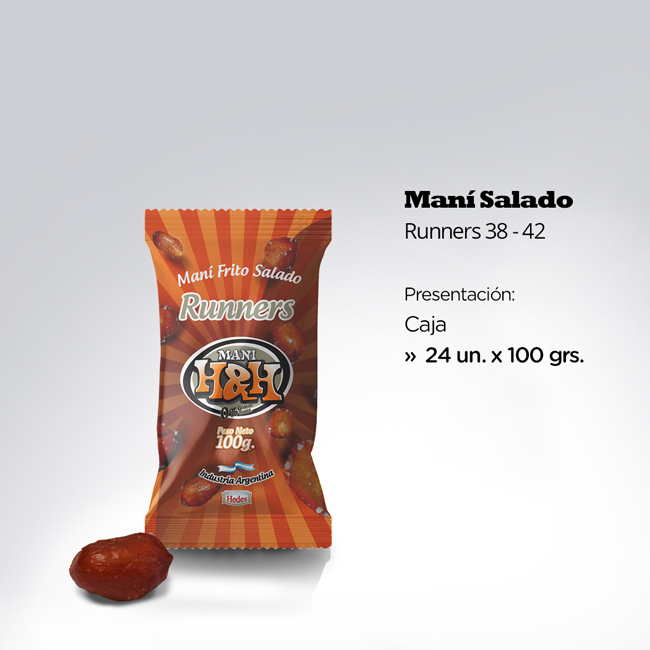 Maní Salado
Runners 38 - 42
Presentación:
Caja
» 24 un. x 100 grs.
Maní Frito Salado
Runners
MANI
H&H
Peso Neto
100g.
Industria Argentina
Hedes